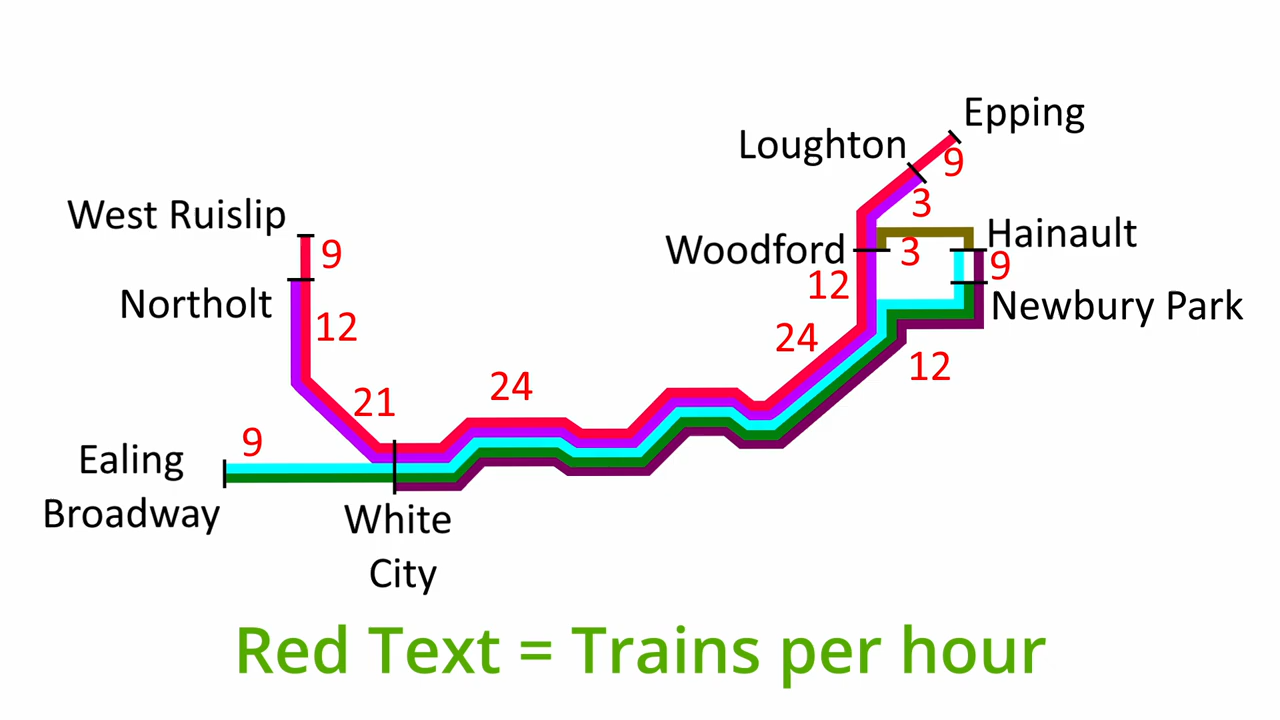 Epping
Loughton
9
3
West Ruislip
9
Woodford
3
Hainault
9
Northolt
12
12
Newbury Park
24
12
21
24
9
Ealing
Broadway
White
City
Red Text = Trains per hour